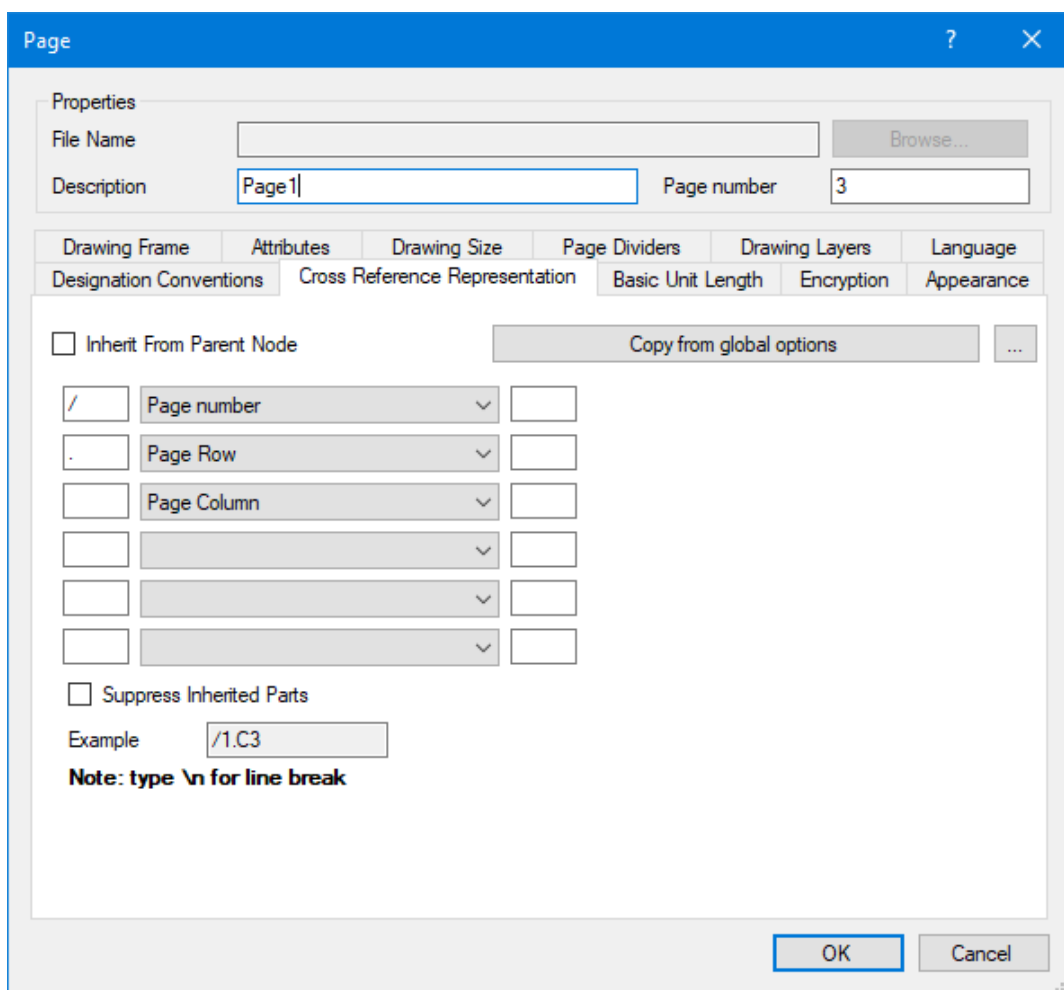 Page ?
Properties
File Name Browse...
Description Page1 Page number 3
Drawing Frame Attributes Drawing Size Page Dividers Drawing Layers Language
Designation Conventions Cross Reference Representation Basic Unit Length Encryption Appearance
Inherit From Parent Node Copy from global options ...
/ Page number
. Page Row
Page Column
Suppress Inherited Parts
Example /1.C3
Note: type \n for line break
OK Cancel